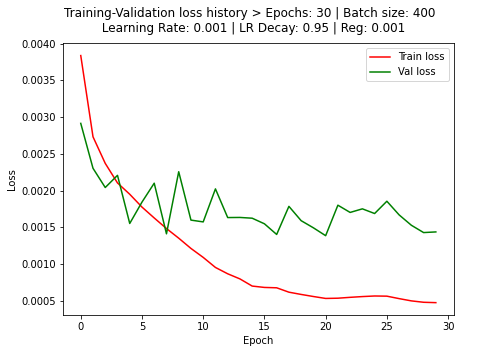 Training-Validation loss history > Epochs: 30 | Batch size: 400
Learning Rate: 0.001 | LR Decay: 0.95 | Reg: 0.001
Train loss
Val loss
0.0040
0.0035
0.0030
0.0025
0.0020
0.0015
0.0010
0.0005
Loss
0 5 10 15 20 25 30
Epoch